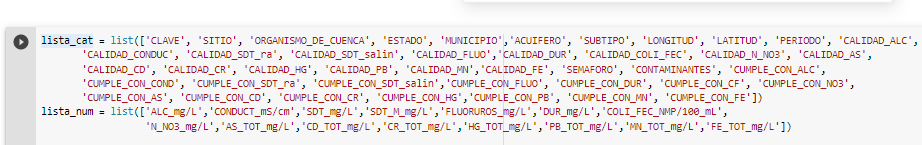 lista_cat = list(['CLAVE', 'SITIO', 'ORGANISMO_DE_CUENCA', 'ESTADO', 'MUNICIPIO','ACUIFERO', 'SUBTIPO', 'LONGITUD', 'LATITUD', 'PERIODO', 'CALIDAD_ALC',
'CALIDAD_CONDUC', 'CALIDAD_SDT_ra', 'CALIDAD_SDT_salin', 'CALIDAD_FLUO','CALIDAD_DUR', 'CALIDAD_COLI_FEC', 'CALIDAD_N_NO3', 'CALIDAD_AS',
'CALIDAD_CD', 'CALIDAD_CR', 'CALIDAD_HG', 'CALIDAD_PB', 'CALIDAD_MN','CALIDAD_FE', 'SEMAFORO', 'CONTAMINANTES', 'CUMPLE_CON_ALC',
'CUMPLE_CON_COND', 'CUMPLE_CON_SDT_ra', 'CUMPLE_CON_SDT_salin','CUMPLE_CON_FLUO', 'CUMPLE_CON_DUR', 'CUMPLE_CON_CF', 'CUMPLE_CON_NO3',
'CUMPLE_CON_AS', 'CUMPLE_CON_CD', 'CUMPLE_CON_CR', 'CUMPLE_CON_HG','CUMPLE_CON_PB', 'CUMPLE_CON_MN', 'CUMPLE_CON_FE'])
lista_num = list(['ALC_mg/L','CONDUCT_mS/cm','SDT_mg/L','SDT_M_mg/L','FLUORUROS_mg/L','DUR_mg/L','COLI_FEC_NMP/100_mL',
'N_NO3_mg/L','AS_TOT_mg/L','CD_TOT_mg/L','CR_TOT_mg/L','HG_TOT_mg/L','PB_TOT_mg/L','MN_TOT_mg/L','FE_TOT_mg/L'])